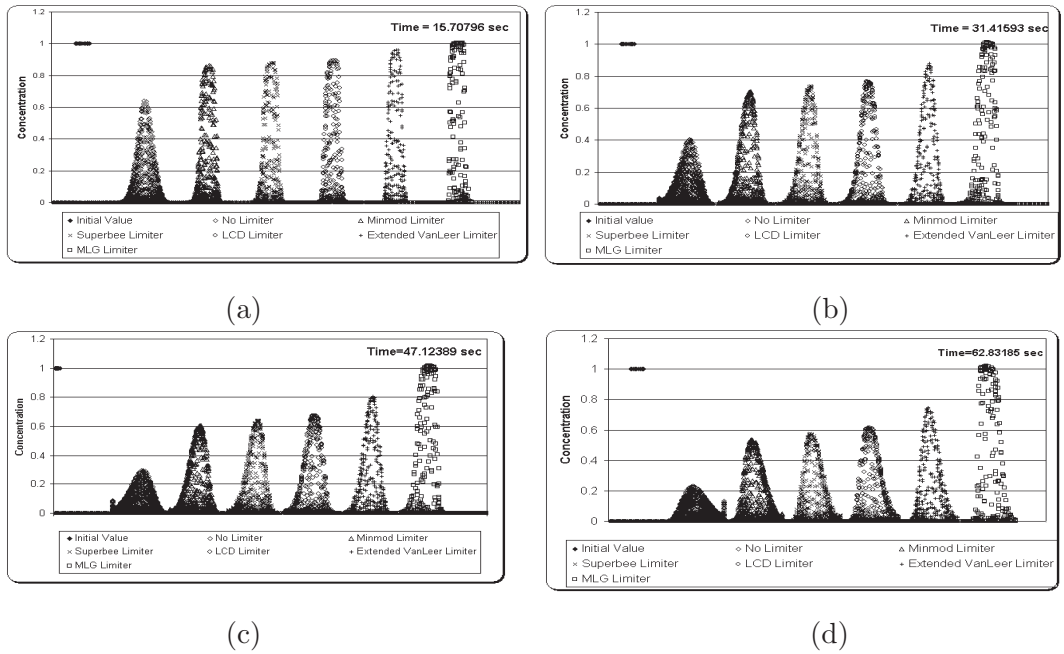 1.2
Time = 15.70796 sec
1
0.8
0.6
0.4
0.2
0
Concentration
◆ Initial Value ◇ No Limiter △ Minmod Limiter
× Superbee Limiter ○ LCD Limiter + Extended VanLeer Limiter
□ MLG Limiter
(a)
1.2
Time = 31.41593 sec
1
0.8
0.6
0.4
0.2
0
Concentration
◆ Initial value ◇ No Limiter △ Minmod Limiter
× Superbee Limiter ○ LCD Limiter + Extended VanLeer Limiter
□ MLG Limiter
(b)
1.2
Time=47.12389 sec
1
0.8
0.6
0.4
0.2
0
Concentration
◆ Initial Value ◇ No Limiter △ Minmod Limiter
× Superbee Limiter ○ LCD Limiter + Extended VanLeer Limiter
□ MLG Limiter
(c)
1.2
Time=62.83185 sec
1
0.8
0.6
0.4
0.2
0
Concentration
◆ Initial Value ◇ No Limiter △ Minmod Limiter
× Superbee Limiter ○ LCD Limiter + Extended VanLeer Limiter
□ MLG Limiter
(d)